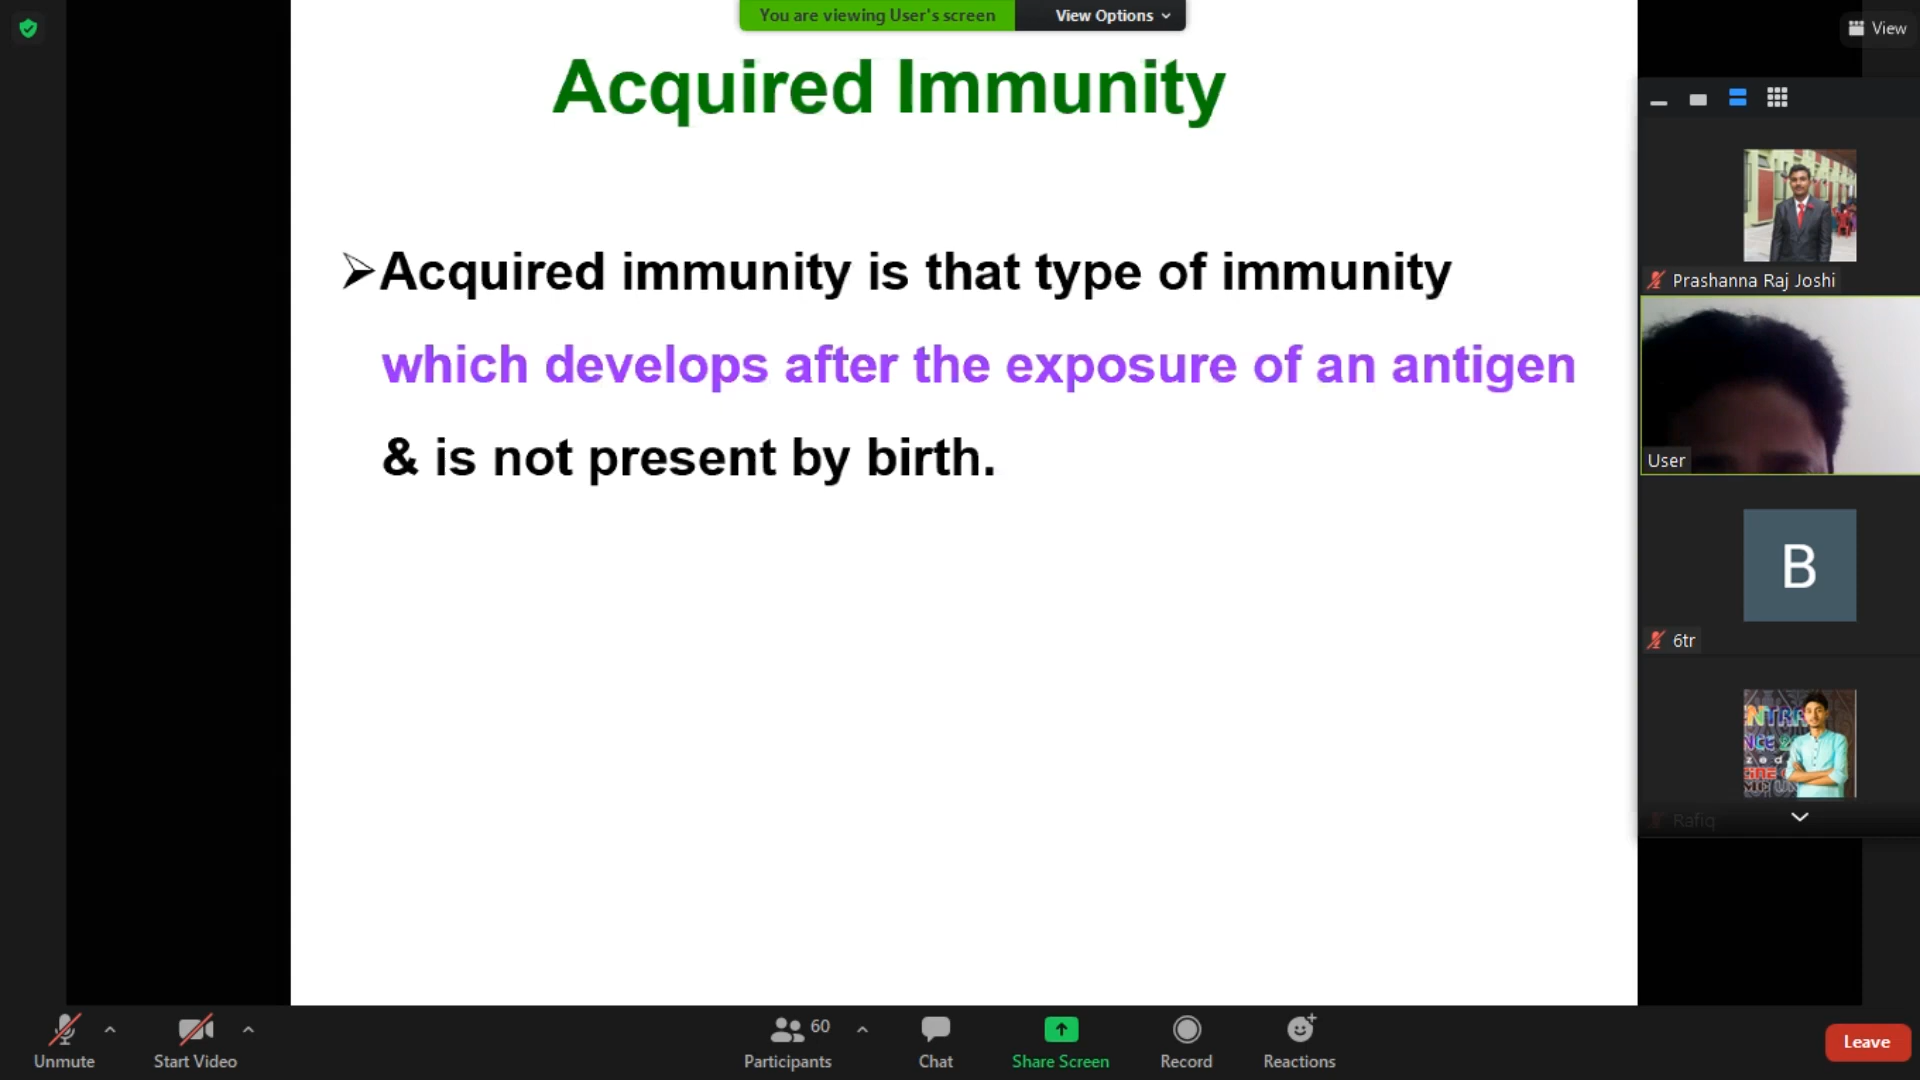 You are viewing User's screen
View Options
View
Acquired Immunity
➢Acquired immunity is that type of immunity
which develops after the exposure of an antigen
& is not present by birth.
Prashanna Raj Joshi
User
B
6tr
Rafiq
Unmute
Start Video
60
Participants
Chat
Share Screen
Record
Reactions
Leave